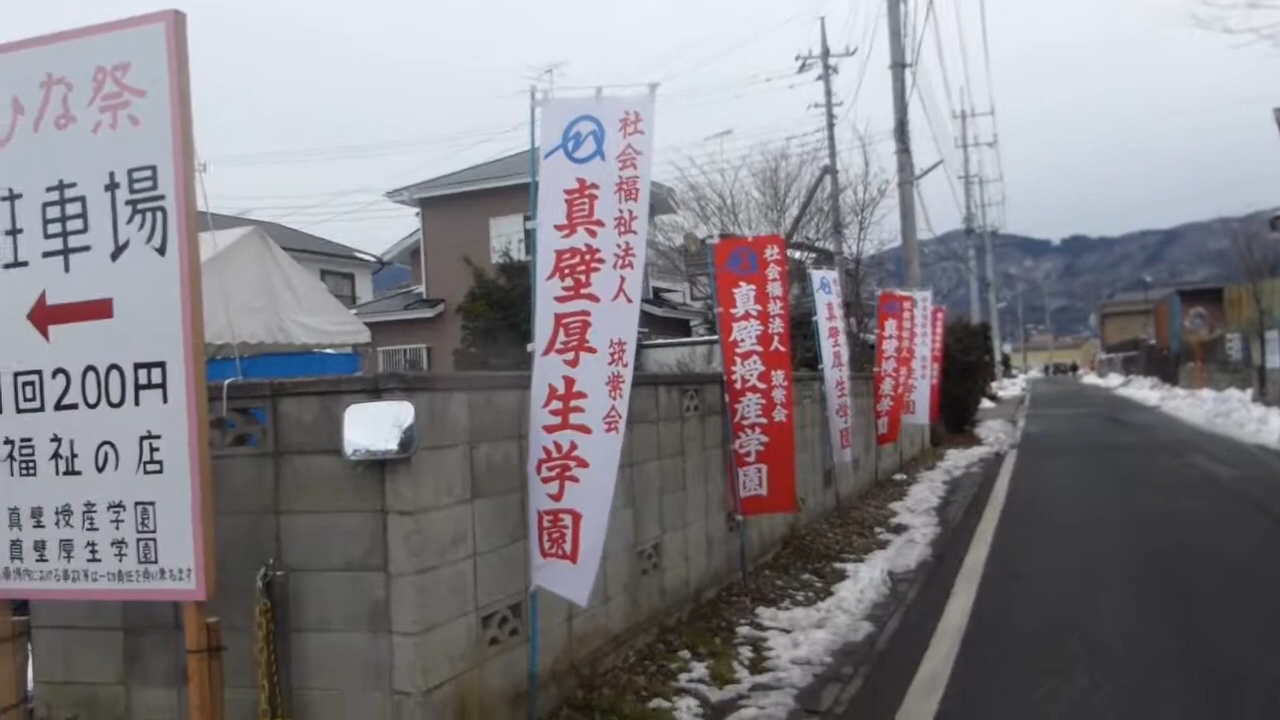 な祭
駐車場
回200円
福祉の店
真壁授産学園
真壁厚生学園
社会福祉法人 筑紫会
真壁厚生学園
社会福祉法人 筑紫会
真壁授産学園
真壁厚生学園
真壁授産学園